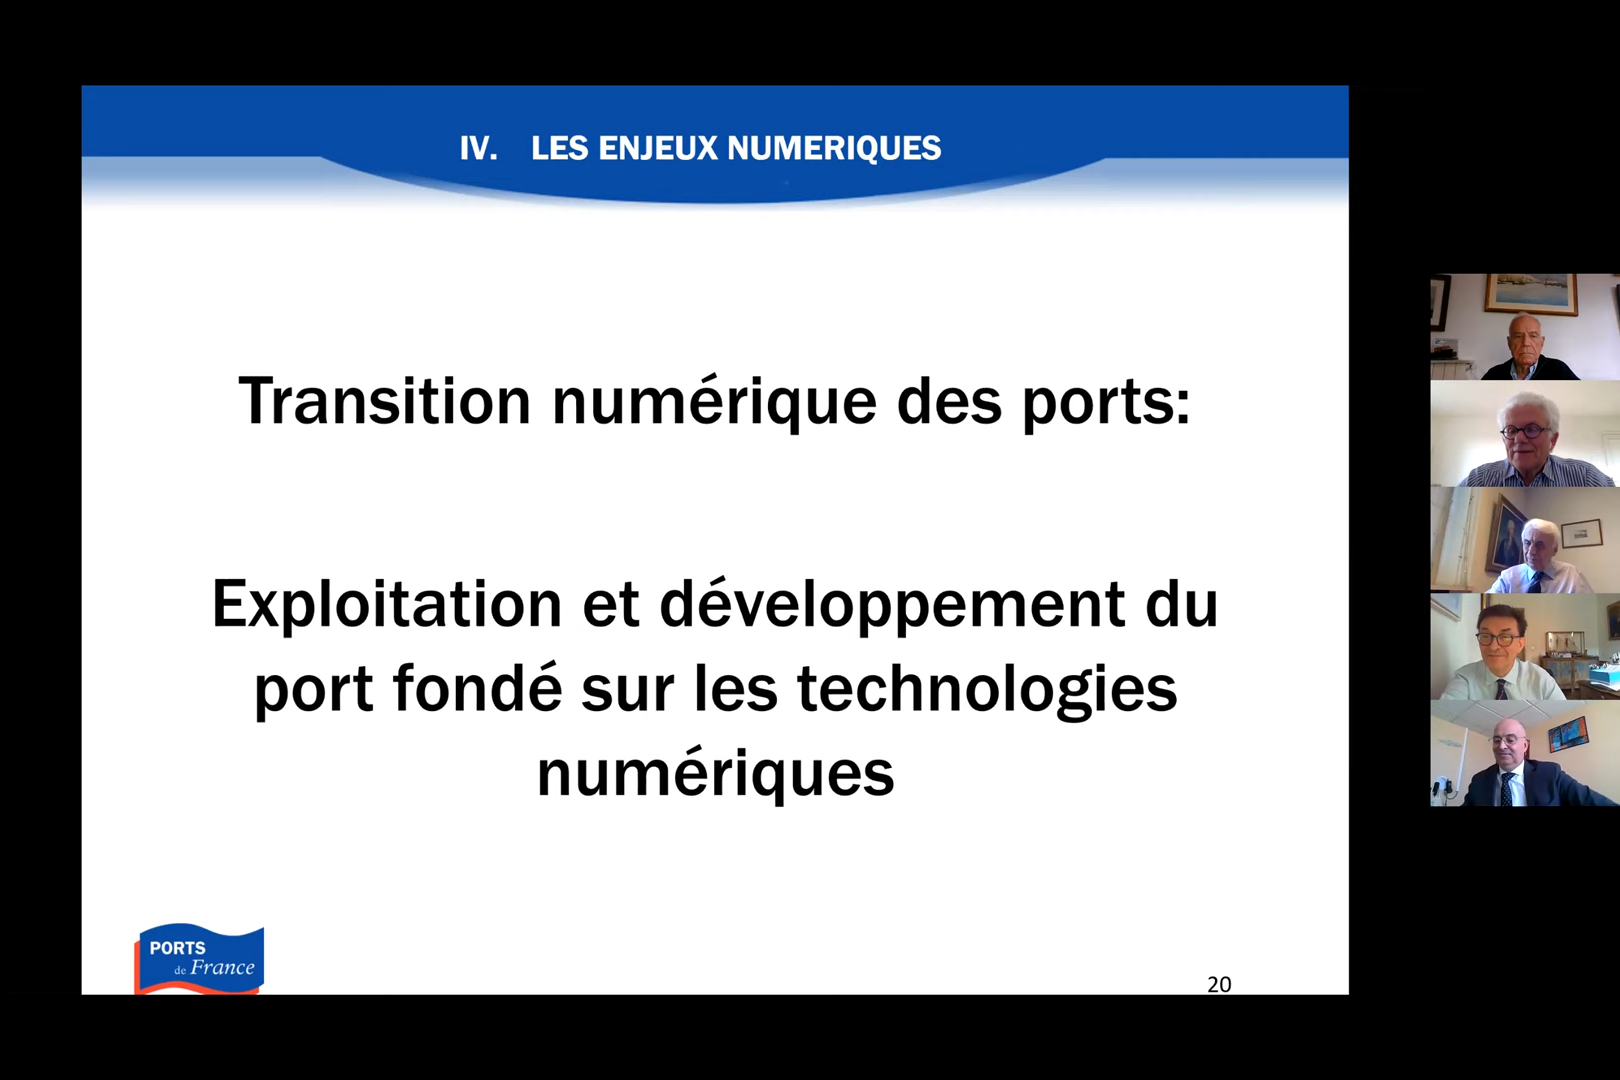 IV. LES ENJEUX NUMERIQUES
Transition numérique des ports:
Exploitation et développement du
port fondé sur les technologies
numériques
PORTS
de France
20